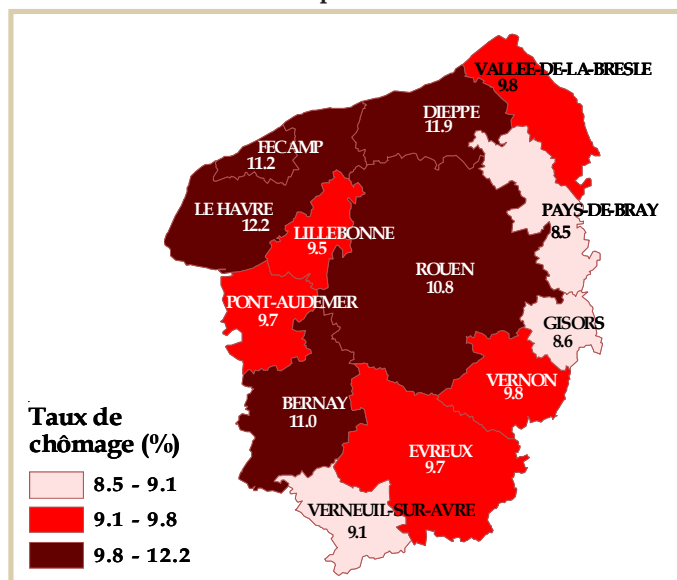 VALLEE-DE-LA-BRESLE
9.8
DIEPPE
11.9
FECAMP
11.2
LE HAVRE
12.2
LILLEBONNE
9.5
PAYS-DE-BRAY
8.5
ROUEN
10.8
PONT-AUDEMER
9.7
GISORS
8.6
VERNON
9.8
BERNAY
11.0
EVREUX
9.7
VERNEUIL-SUR-AVRE
9.1
Taux de
chômage (%)
8.5 - 9.1
9.1 - 9.8
9.8 - 12.2